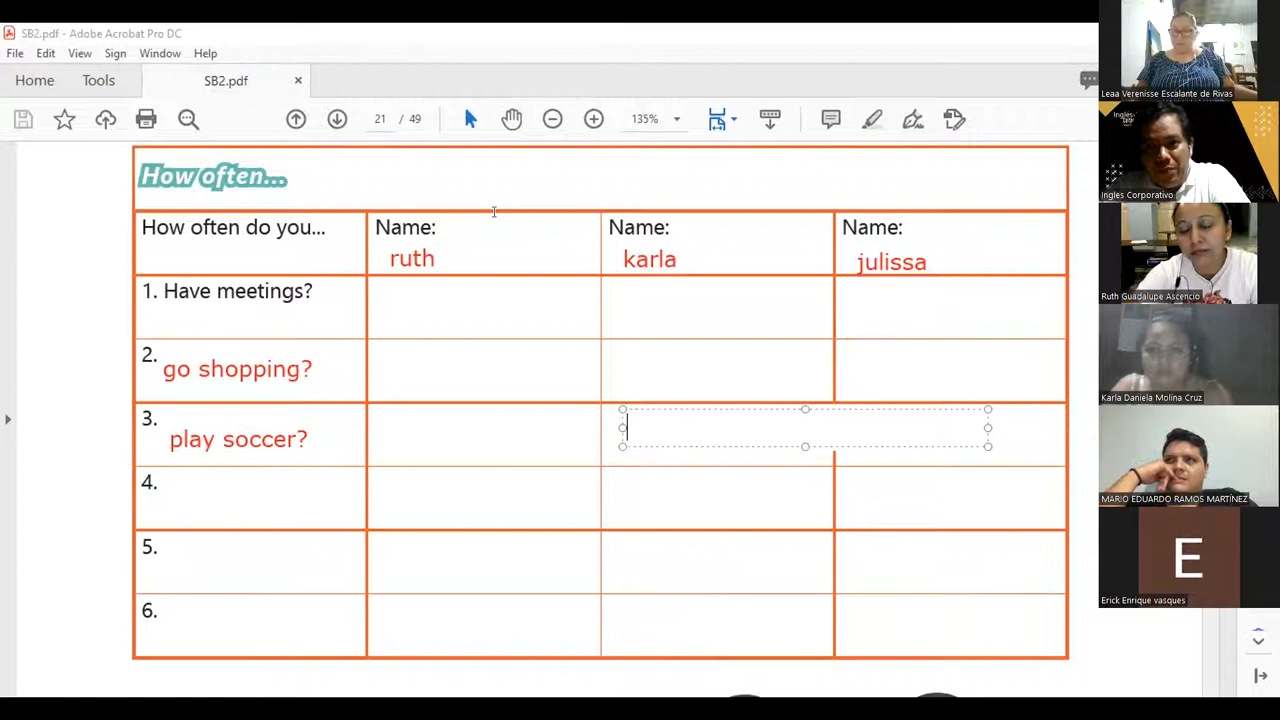 SB2.pdf - Adobe Acrobat Pro DC
File Edit View Sign Window Help
Home Tools SB2.pdf ×
21 / 49 135%
How often...
How often do you... Name: Name: Name:
ruth karla julissa
1. Have meetings?
2. go shopping?
3. play soccer?
4.
5.
6.
Leaa Verenisse Escalante de Rivas
Ingles
Ingles Corporativo
Ruth Guadalupe Ascencio
Karla Daniela Molina Cruz
MARIO EDUARDO RAMOS MARTÍNEZ
E
Erick Enrique vasques